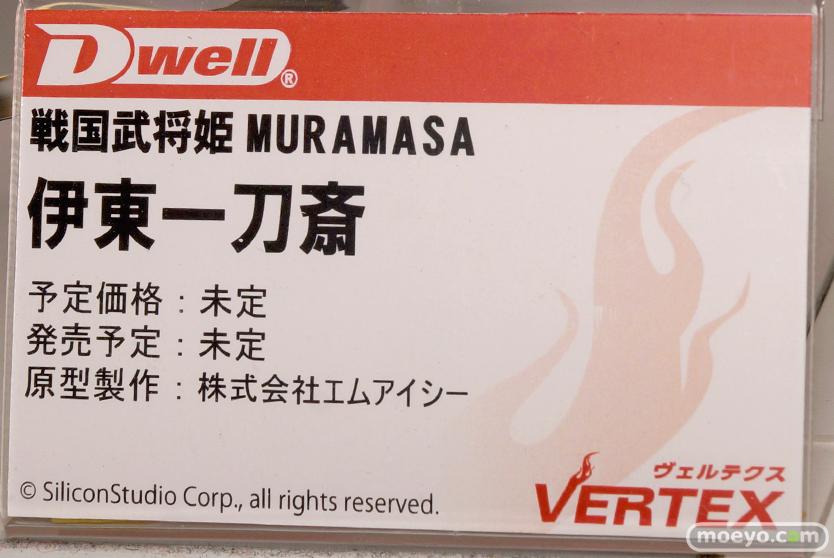 Dwell®
戦国武将姫 MURAMASA
伊東一刀斎
予定価格：未定
発売予定：未定
原型製作：株式会社エムアイシー
© SiliconStudio Corp., all rights reserved.
ヴェルテクス
VERTEX
moeyo.com